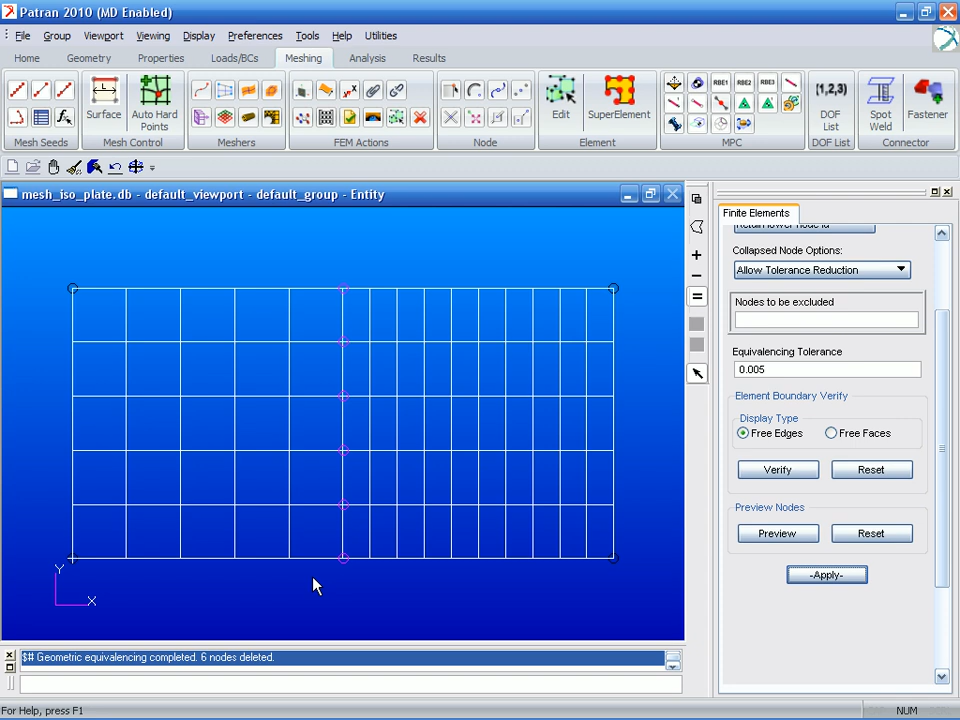 Patran 2010 (MD Enabled)
File Group Viewport Viewing Display Preferences Tools Help Utilities
Home Geometry Properties Loads/BCs Meshing Analysis Results
RBE1 RBE2 RBE3
(1,2,3)
Surface Auto Hard Points
Edit SuperElement
DOF List
Spot Weld
Fastener
Mesh Seeds Mesh Control Meshers FEM Actions Node Element MPC DOF List Connector
mesh_iso_plate.db - default_viewport - default_group - Entity
Y
X
Finite Elements
Retain lower node id
Collapsed Node Options:
Allow Tolerance Reduction
Nodes to be excluded
Equivalencing Tolerance
0.005
Element Boundary Verify
Display Type
Free Edges Free Faces
Verify Reset
Preview Nodes
Preview Reset
-Apply-
$# Geometric equivalencing completed. 6 nodes deleted.
For Help, press F1
NUM